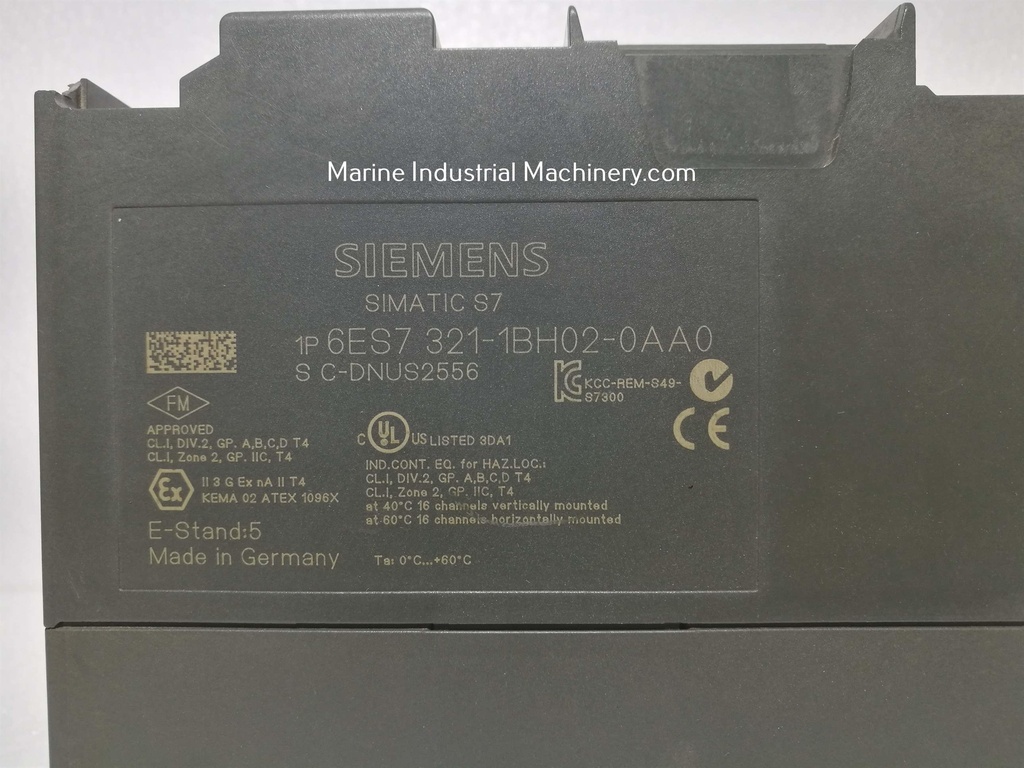 Marine Industrial Machinery.com
SIEMENS
SIMATIC S7
1P 6ES7 321-1BH02-0AA0
S C-DNUS2556
KCC-REM-S49-
S7300
FM
APPROVED
CL.I, DIV.2, GP. A,B,C,D T4
CL.I, Zone 2, GP. IIC, T4
Ex
II 3 G Ex nA II T4
KEMA 02 ATEX 1096X
E-Stand:5
Made in Germany
C UL US LISTED 3DA1
IND.CONT. EQ. for HAZ.LOC.:
CL.I, DIV.2, GP. A,B,C,D T4
CL.I, Zone 2, GP. IIC, T4
at 40°C 16 channels vertically mounted
at 60°C 16 channels horizontally mounted
Ta: 0°C...+60°C
CE